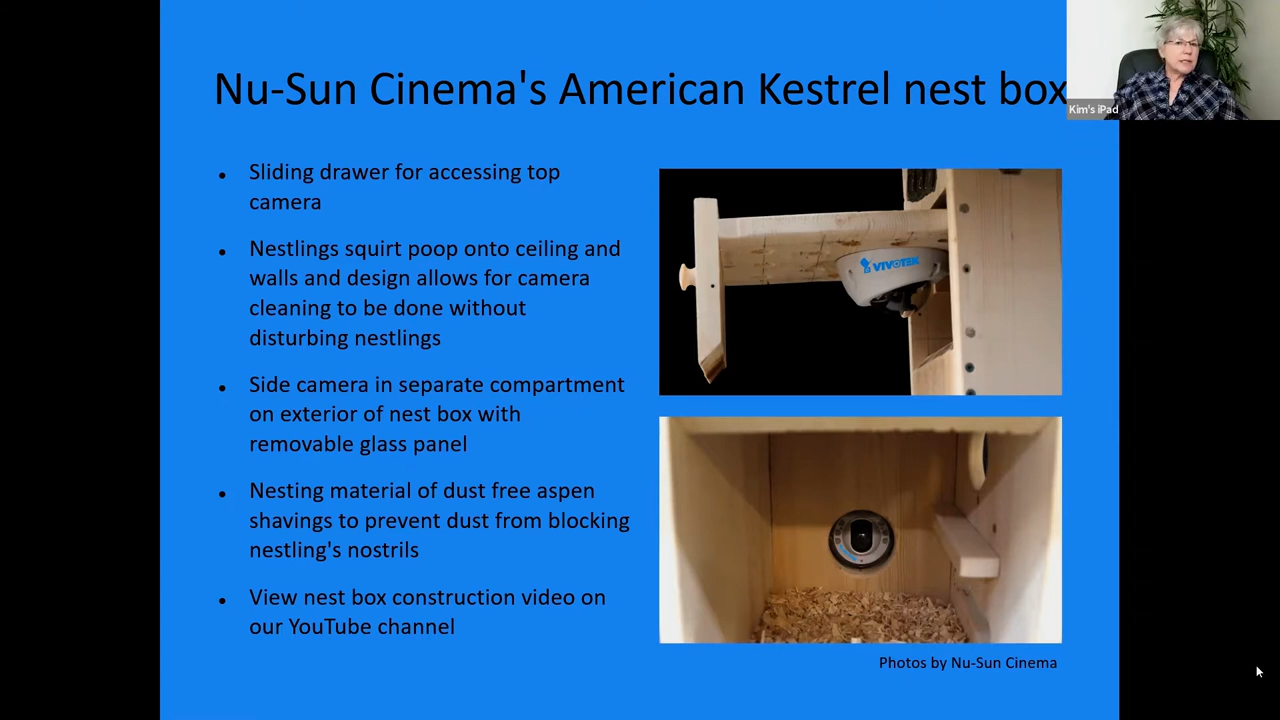 Nu-Sun Cinema's American Kestrel nest box
Kim's iPad
• Sliding drawer for accessing top
camera
• Nestlings squirt poop onto ceiling and
walls and design allows for camera
cleaning to be done without
disturbing nestlings
• Side camera in separate compartment
on exterior of nest box with
removable glass panel
• Nesting material of dust free aspen
shavings to prevent dust from blocking
nestling's nostrils
• View nest box construction video on
our YouTube channel
VIVOTEK
Photos by Nu-Sun Cinema